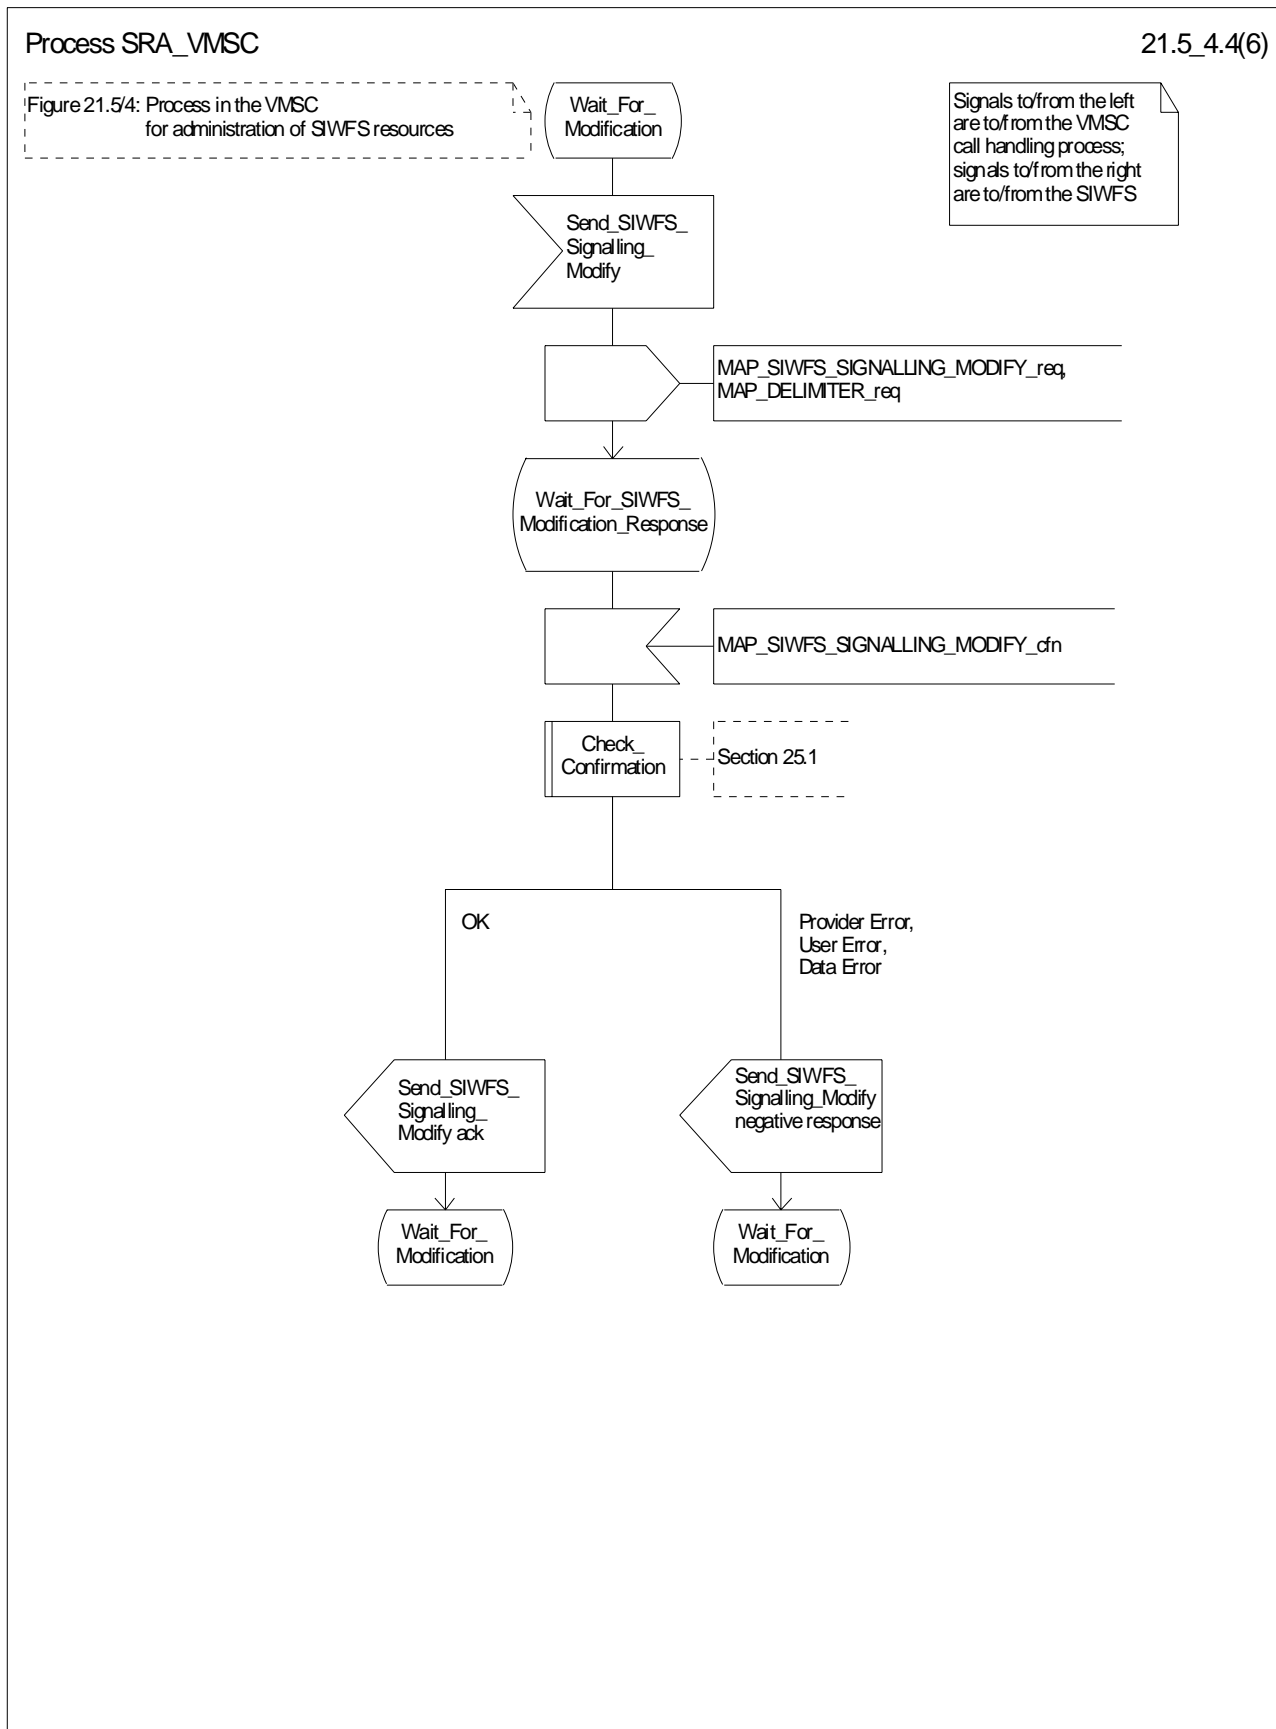 Process SRA_VMSC
21.5_4.4(6)
Figure 21.5/4: Process in the VMSC
for administration of SIWFS resources
Wait_For_
Modification
Signals to/from the left
are to/from the VMSC
call handling process;
signals to/from the right
are to/from the SIWFS
Send_SIWFS_
Signalling_
Modify
MAP_SIWFS_SIGNALLING_MODIFY_req,
MAP_DELIMITER_req
Wait_For_SIWFS_
Modification_Response
MAP_SIWFS_SIGNALLING_MODIFY_cfn
Check_
Confirmation
Section 25.1
OK
Provider Error,
User Error,
Data Error
Send_SIWFS_
Signalling_
Modify ack
Send_SIWFS_
Signalling_Modify
negative response
Wait_For_
Modification
Wait_For_
Modification